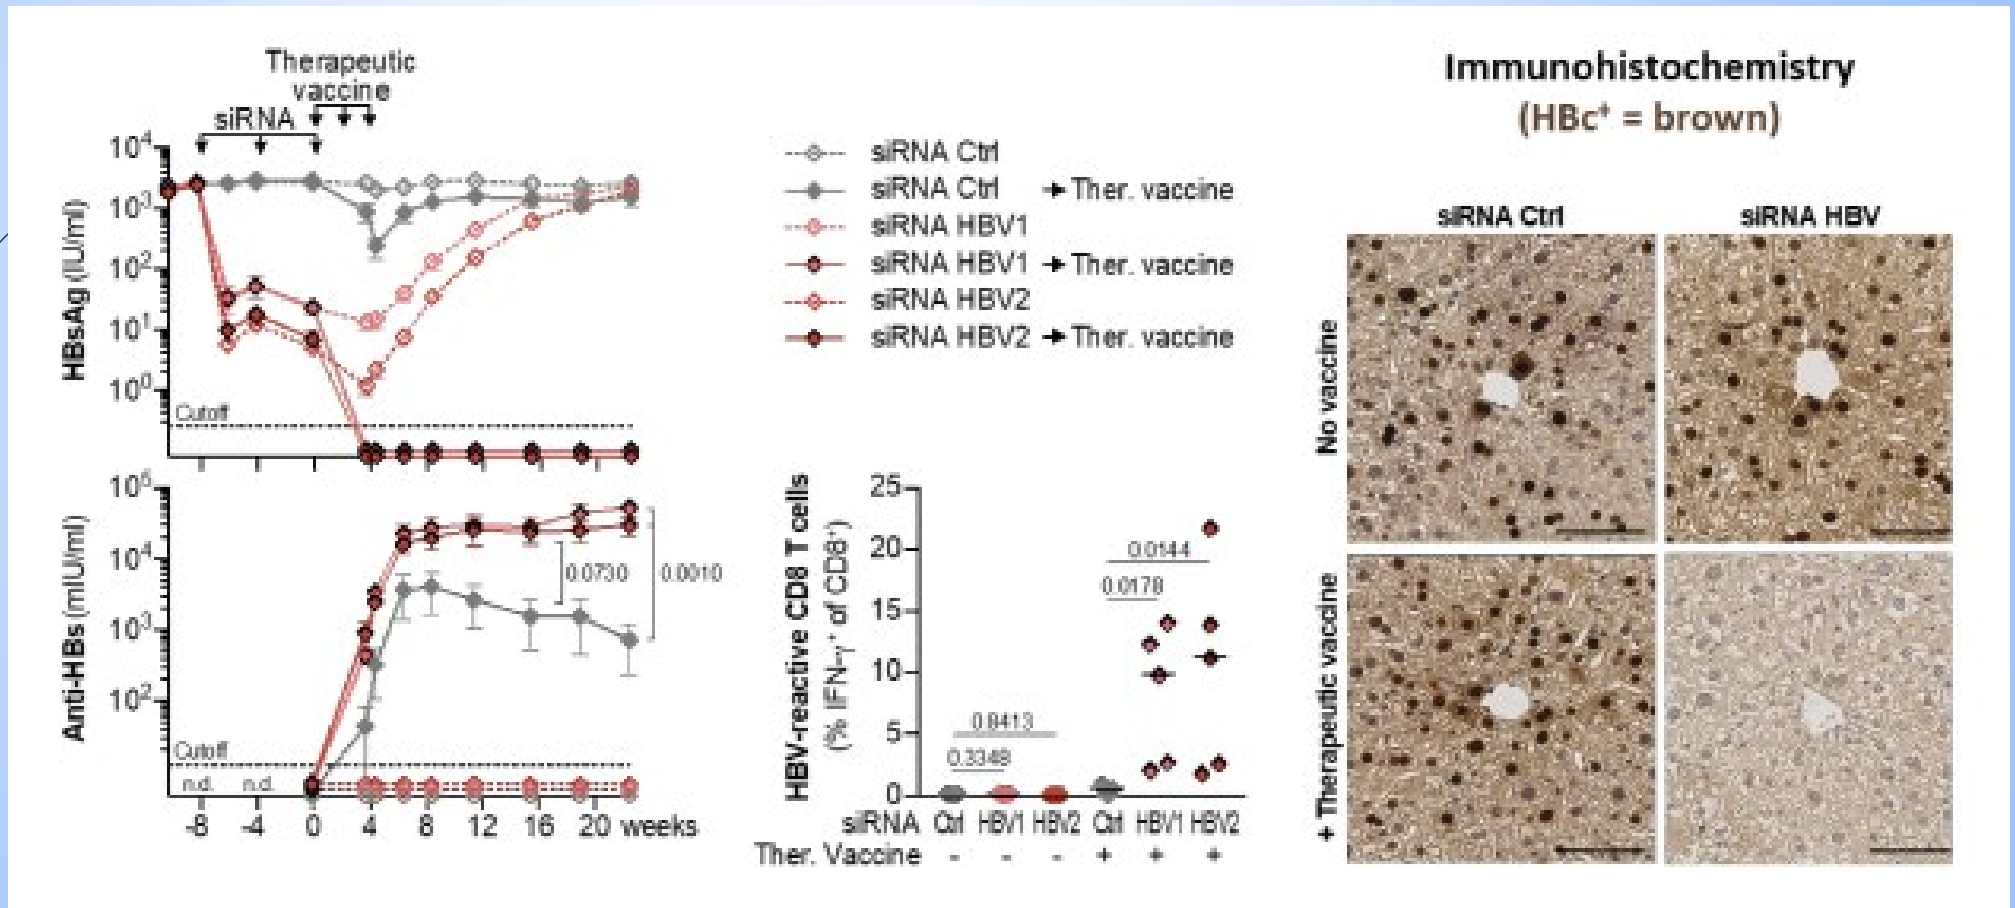 Therapeutic
vaccine
siRNA
10⁴
10³
10²
10¹
10⁰
HBsAg (IU/ml)
Cutoff
siRNA Ctrl
siRNA Ctrl → Ther. vaccine
siRNA HBV1
siRNA HBV1 → Ther. vaccine
siRNA HBV2
siRNA HBV2 → Ther. vaccine
10⁴
10³
10²
Anti-HBs (mIU/ml)
0.0730
0.0010
Cutoff
n.d. n.d.
-8 -4 0 4 8 12 16 20 weeks
HBV-reactive CD8 T cells
(% IFN-γ⁺ of CD8⁺)
25
20
15
10
5
0
0.0144
0.0178
0.8413
0.3348
siRNA Ctrl HBV1 HBV2 Ctrl HBV1 HBV2
Ther. Vaccine - - - + + +
Immunohistochemistry
(HBc⁺ = brown)
siRNA Ctrl siRNA HBV
No vaccine
+ Therapeutic vaccine